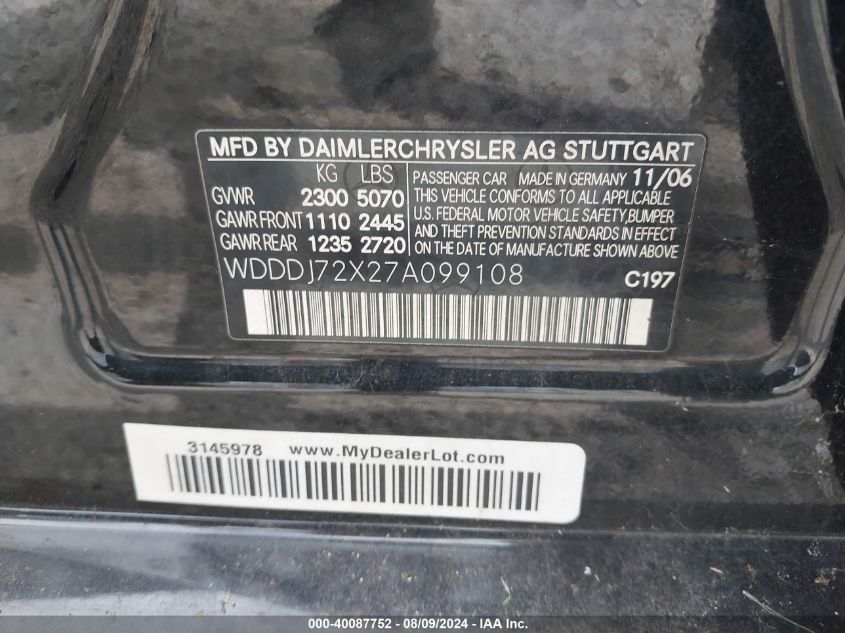 MFD BY DAIMLERCHRYSLER AG STUTTGART
KG LBS
GVWR 2300 5070
GAWR FRONT 1110 2445
GAWR REAR 1235 2720
PASSENGER CAR MADE IN GERMANY 11/06
THIS VEHICLE CONFORMS TO ALL APPLICABLE
U.S. FEDERAL MOTOR VEHICLE SAFETY,BUMPER
AND THEFT PREVENTION STANDARDS IN EFFECT
ON THE DATE OF MANUFACTURE SHOWN ABOVE
WDDDJ72X27A099108 C197
3145978 www.MyDealerLot.com
000-40087752 - 08/09/2024 - IAA, Inc.